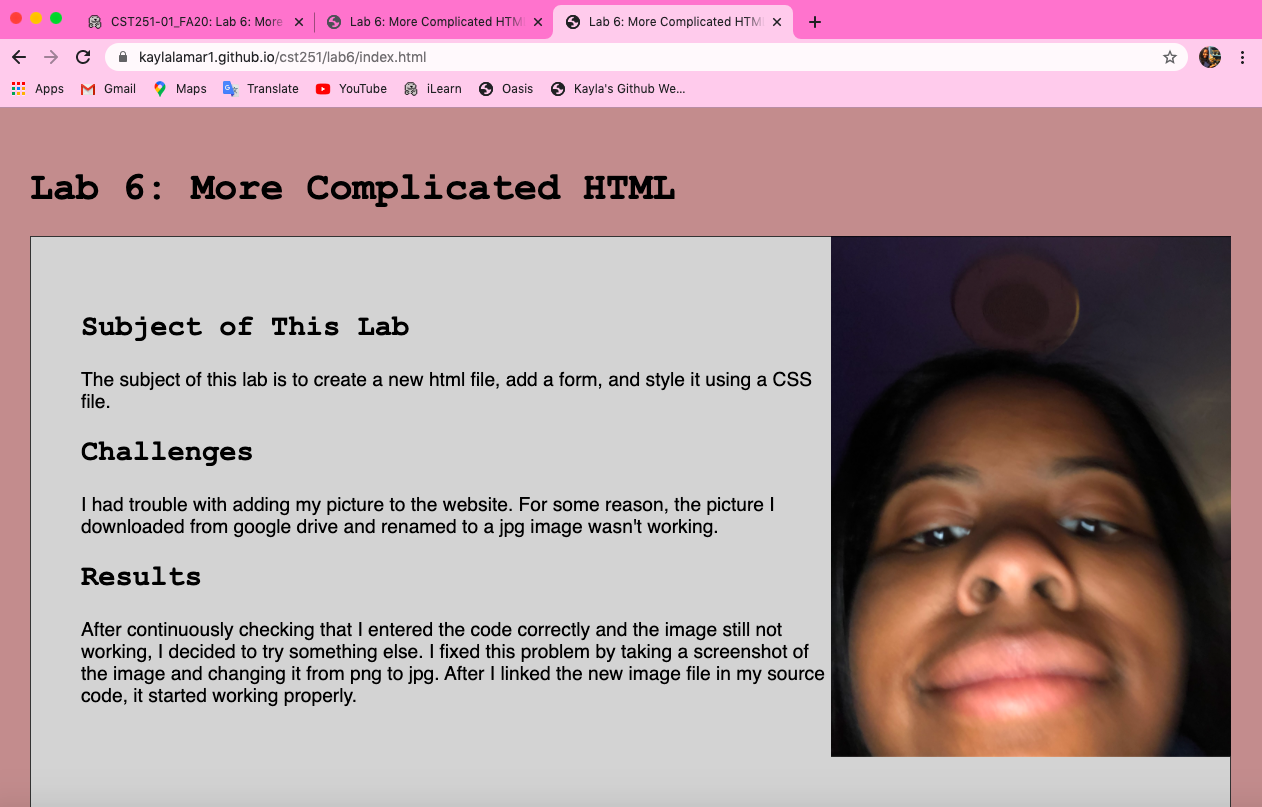 CST251-01_FA20: Lab 6: More
Lab 6: More Complicated HTM
Lab 6: More Complicated HTM
kaylalamar1.github.io/cst251/lab6/index.html
Apps Gmail Maps Translate YouTube iLearn Oasis Kayla's Github We...
Lab 6: More Complicated HTML
Subject of This Lab
The subject of this lab is to create a new html file, add a form, and style it using a CSS
file.
Challenges
I had trouble with adding my picture to the website. For some reason, the picture I
downloaded from google drive and renamed to a jpg image wasn't working.
Results
After continuously checking that I entered the code correctly and the image still not
working, I decided to try something else. I fixed this problem by taking a screenshot of
the image and changing it from png to jpg. After I linked the new image file in my source
code, it started working properly.